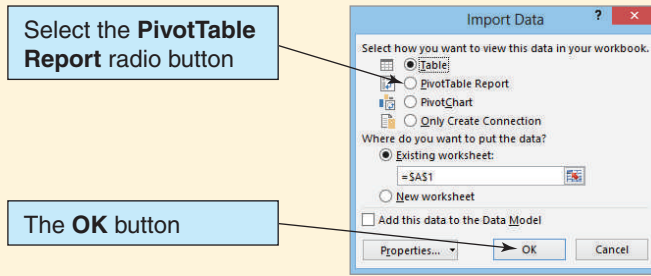 Select the PivotTable
Report radio button
The OK button
Import Data
? ×
Select how you want to view this data in your workbook.
Table
PivotTable Report
PivotChart
Only Create Connection
Where do you want to put the data?
Existing worksheet:
=$A$1
New worksheet
Add this data to the Data Model
Properties... OK Cancel